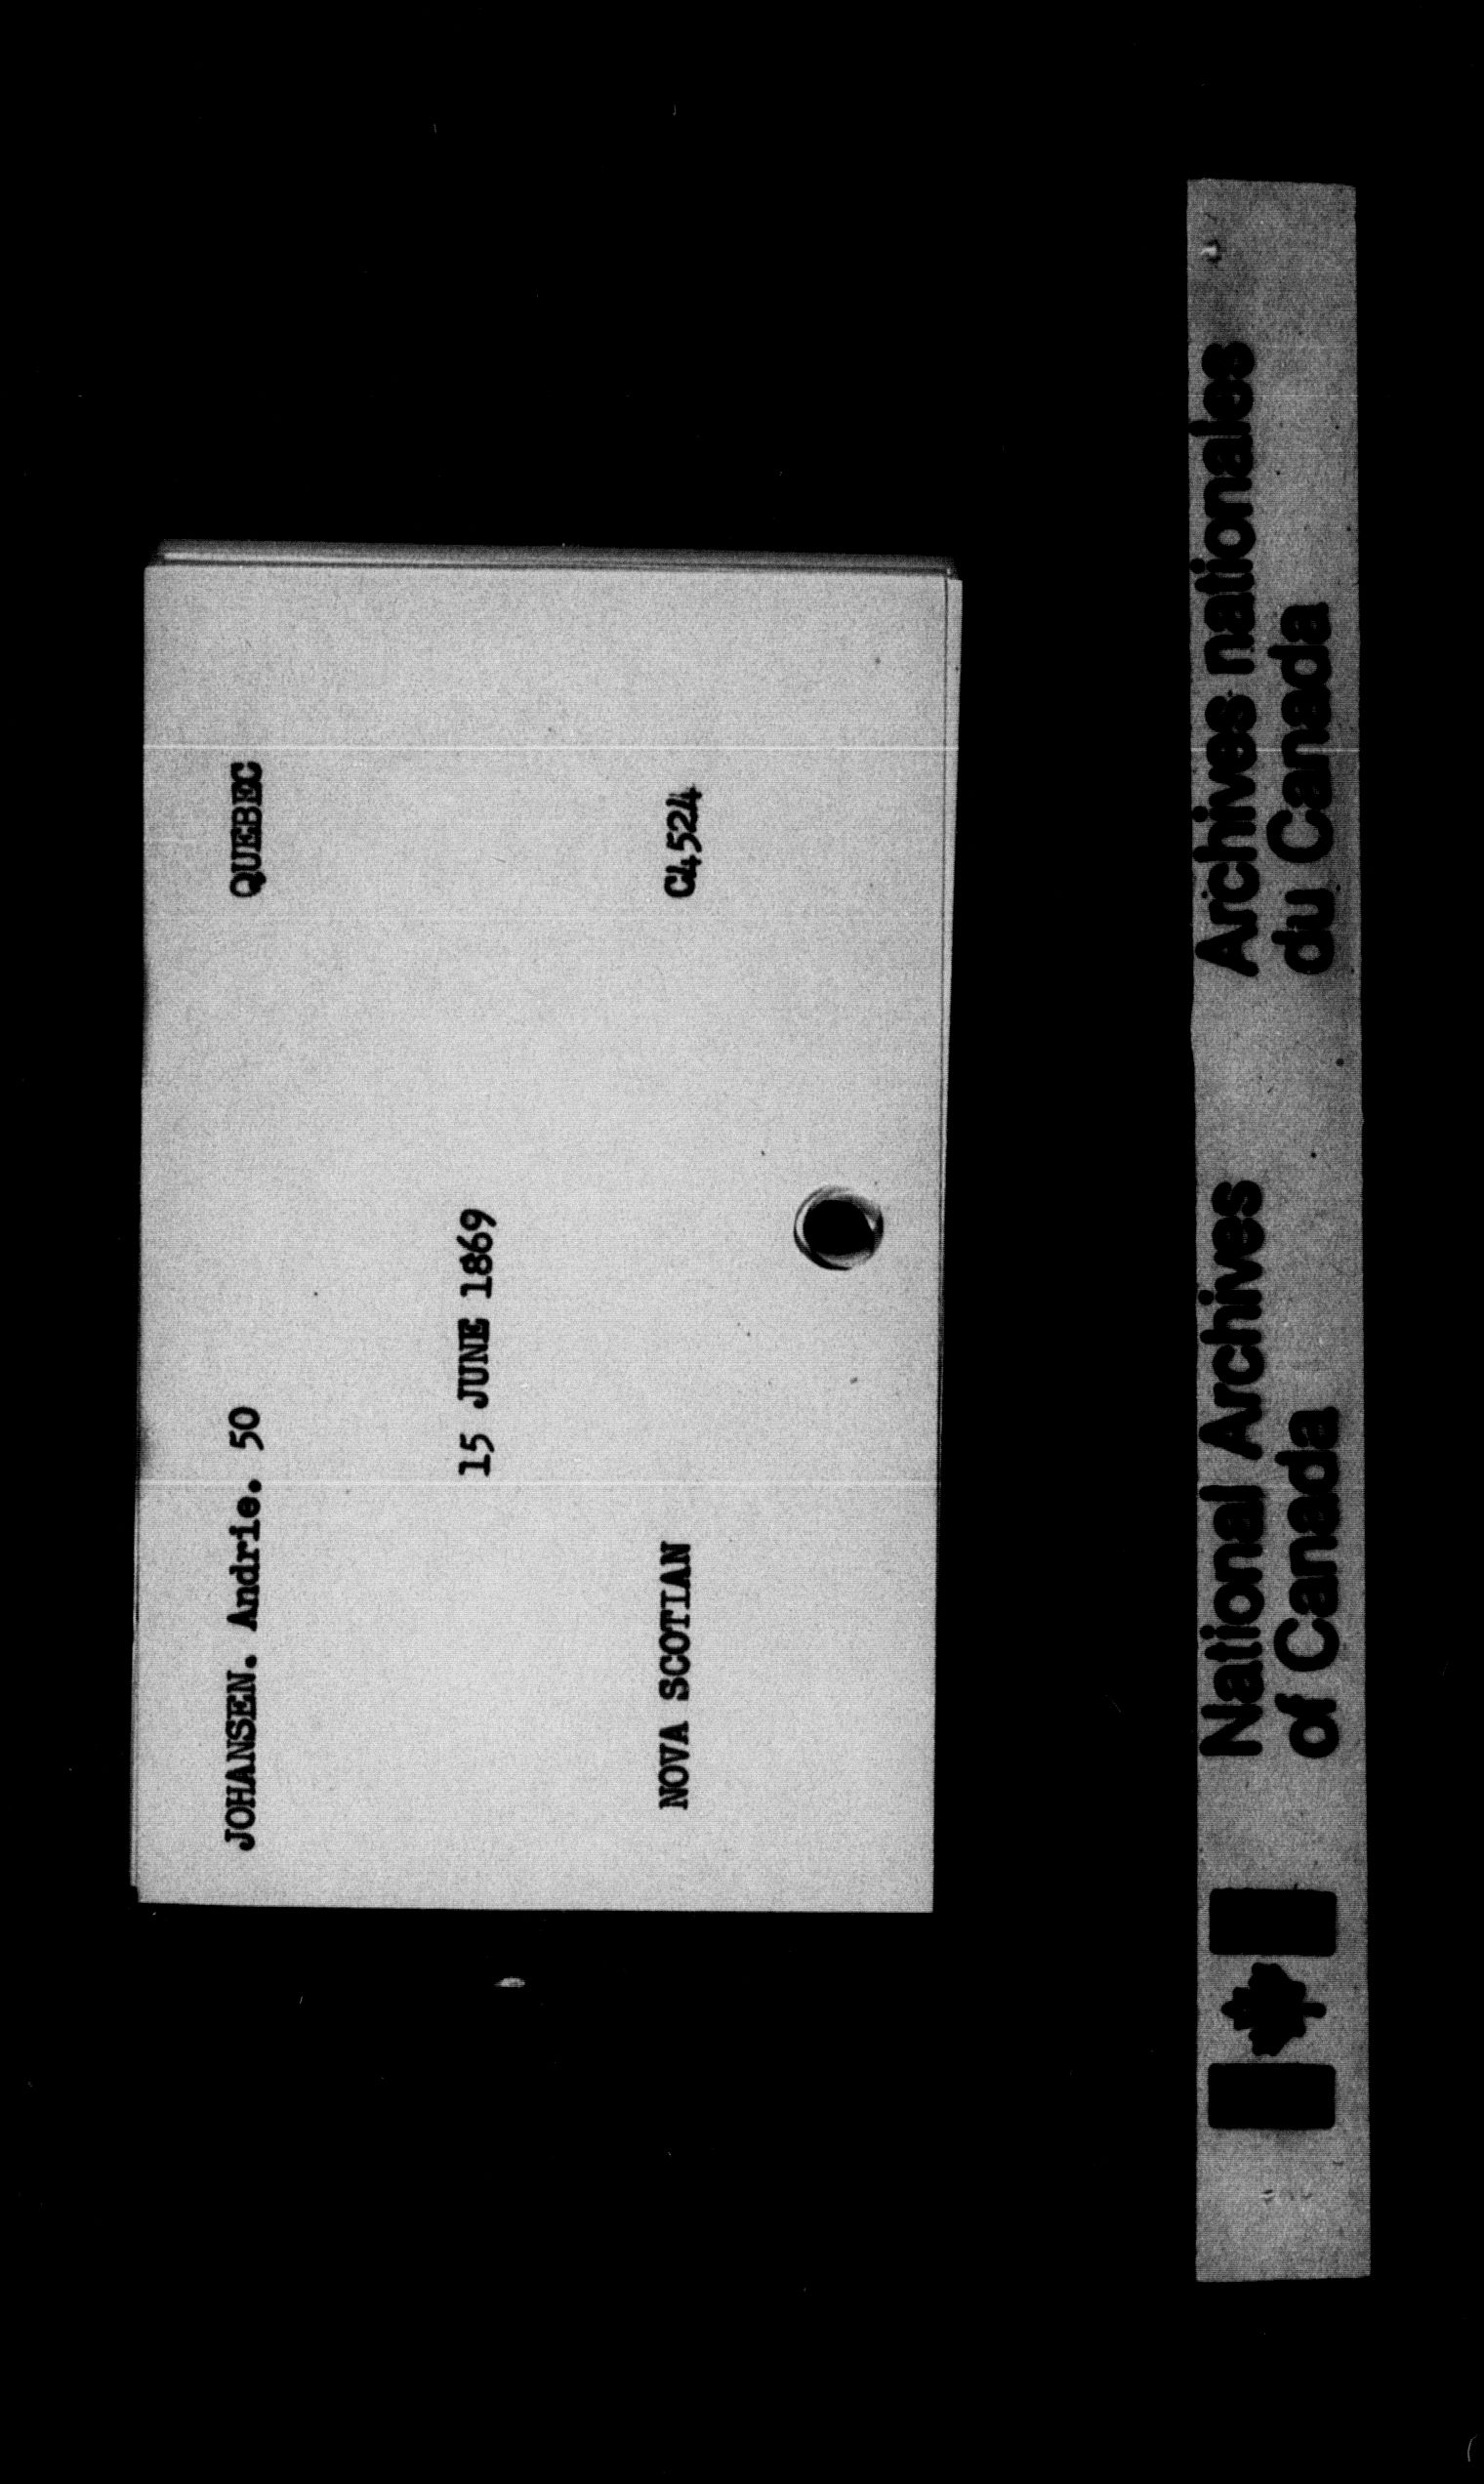 JOHANSEN. Andrie. 50 QUEBEC
15 JUNE 1869
NOVA SCOTIAN C4524
National Archives Archives nationales
of Canada du Canada